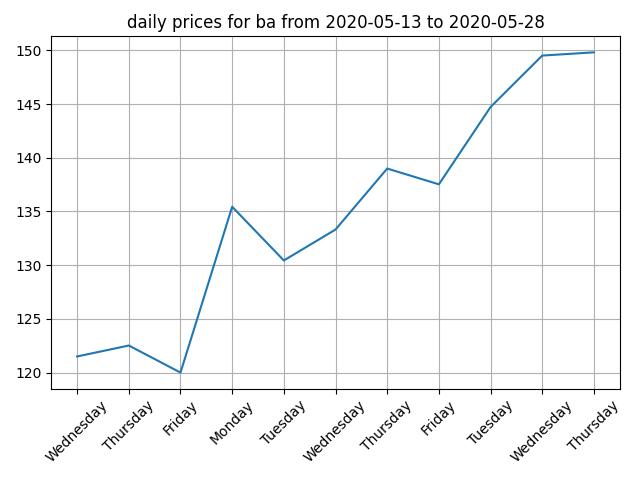 daily prices for ba from 2020-05-13 to 2020-05-28
150
145
140
135
130
125
120
Wednesday
Thursday
Friday
Monday
Tuesday
Wednesday
Thursday
Friday
Tuesday
Wednesday
Thursday